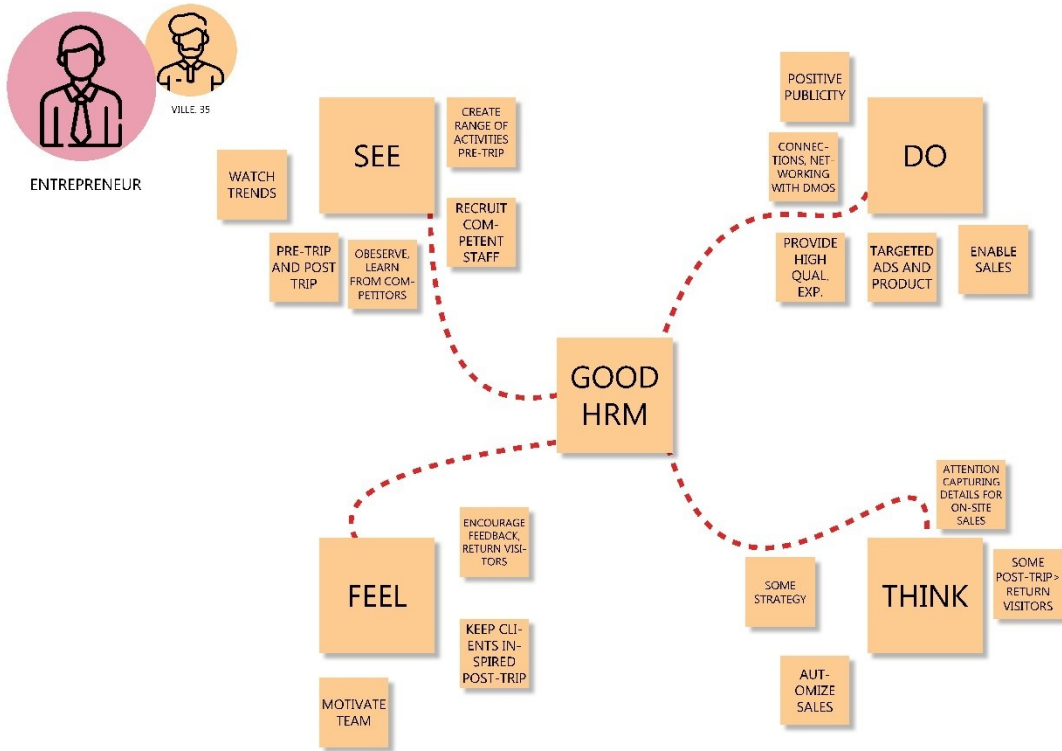 VILLE, 35
ENTREPRENEUR
SEE
CREATE
RANGE OF
ACTIVITIES
PRE-TRIP
WATCH
TRENDS
RECRUIT
COM-
PETENT
STAFF
PRE-TRIP
AND POST
TRIP
OBESERVE,
LEARN
FROM COM-
PETITORS
POSITIVE
PUBLICITY
DO
CONNEC-
TIONS, NET-
WORKING
WITH DMOS
PROVIDE
HIGH
QUAL.
EXP.
TARGETED
ADS AND
PRODUCT
ENABLE
SALES
GOOD
HRM
ENCOURAGE
FEEDBACK,
RETURN VISI-
TORS
FEEL
KEEP CLI-
ENTS IN-
SPIRED
POST-TRIP
MOTIVATE
TEAM
ATTENTION
CAPTURING
DETAILS FOR
ON-SITE
SALES
SOME
STRATEGY
THINK
SOME
POST-TRIP>
RETURN
VISITORS
AUT-
OMIZE
SALES